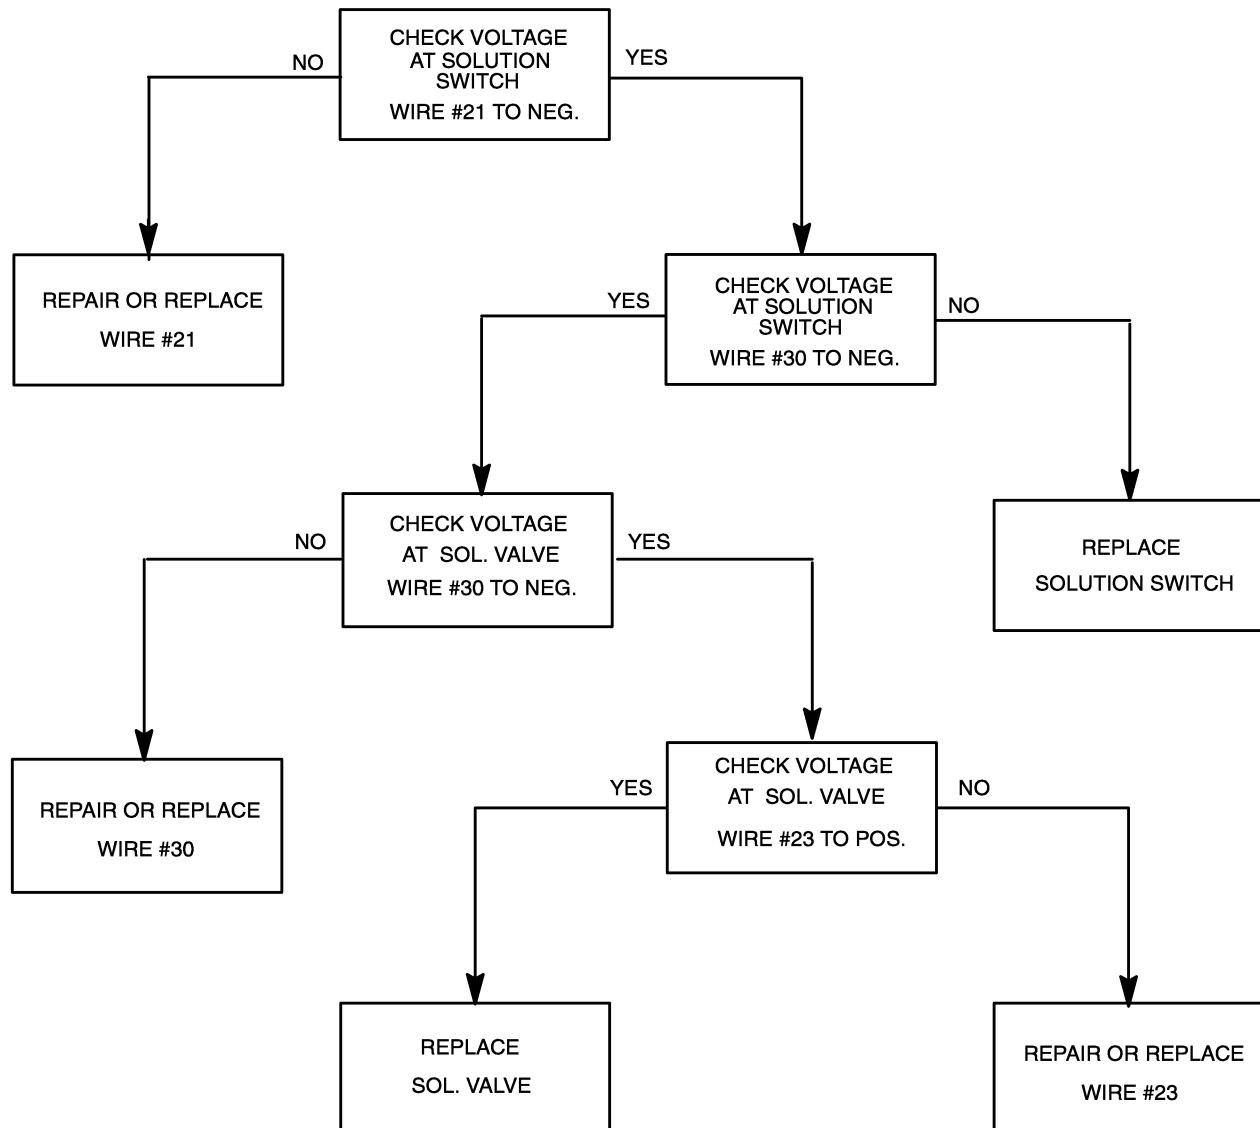 CHECK VOLTAGE
AT SOLUTION
SWITCH
WIRE #21 TO NEG.
NO
YES
REPAIR OR REPLACE
WIRE #21
CHECK VOLTAGE
AT SOLUTION
SWITCH
WIRE #30 TO NEG.
YES
NO
CHECK VOLTAGE
AT SOL. VALVE
WIRE #30 TO NEG.
NO
YES
REPLACE
SOLUTION SWITCH
REPAIR OR REPLACE
WIRE #30
CHECK VOLTAGE
AT SOL. VALVE
WIRE #23 TO POS.
YES
NO
REPLACE
SOL. VALVE
REPAIR OR REPLACE
WIRE #23